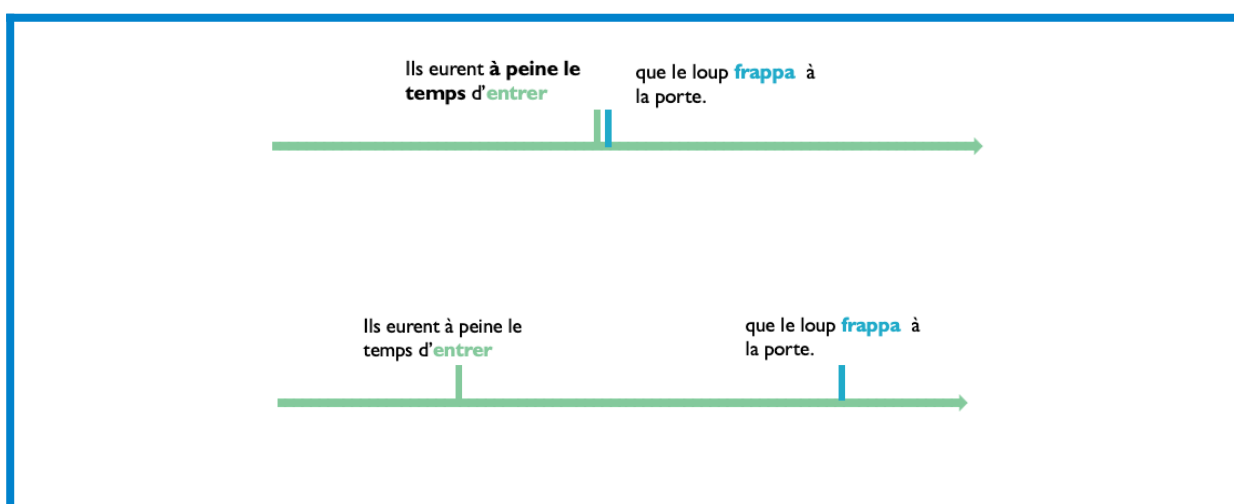 Ils eurent à peine le
temps d'entrer
que le loup frappa à
la porte.
Ils eurent à peine le
temps d'entrer
que le loup frappa à
la porte.